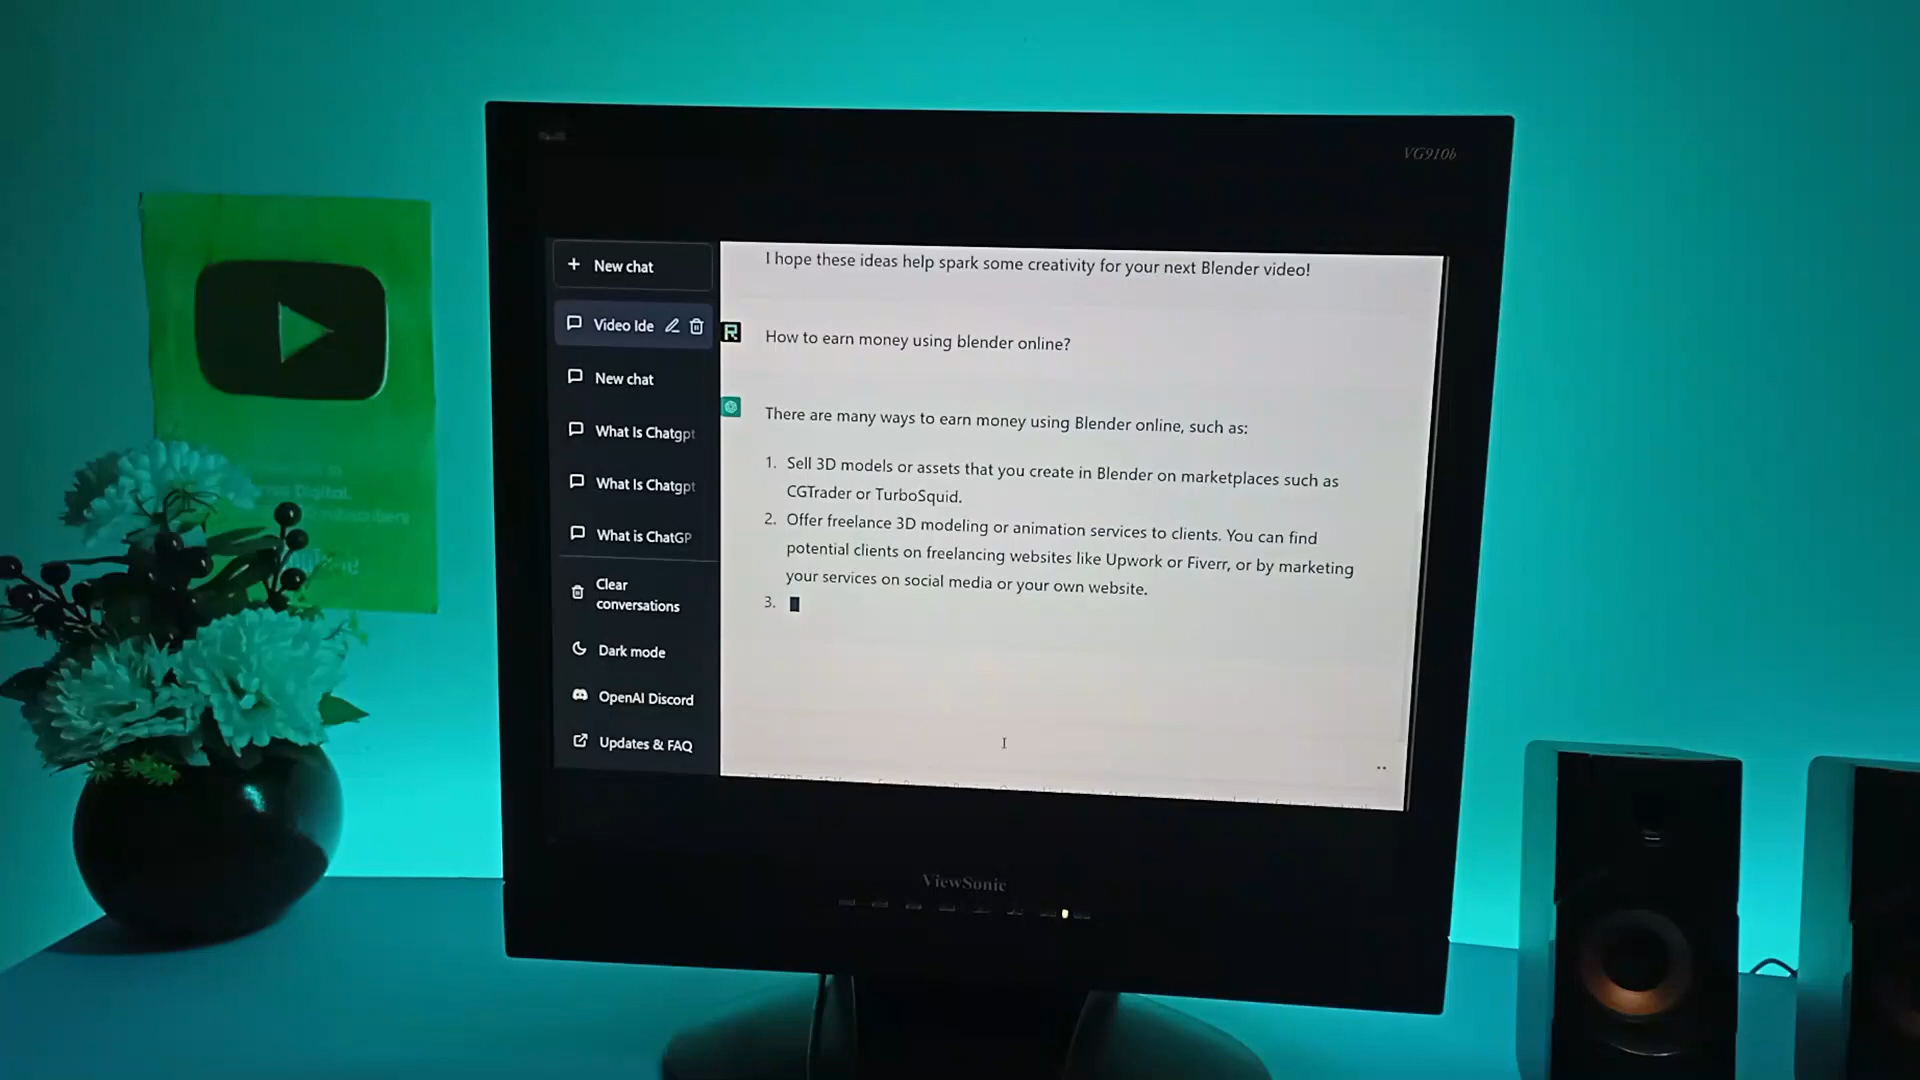 VG910b
+ New chat
Video Ide
New chat
What Is Chatgpt
What Is Chatgpt
What is ChatGP
Clear
conversations
Dark mode
OpenAI Discord
Updates & FAQ
I hope these ideas help spark some creativity for your next Blender video!
R
How to earn money using blender online?
There are many ways to earn money using Blender online, such as:
1. Sell 3D models or assets that you create in Blender on marketplaces such as
CGTrader or TurboSquid.
2. Offer freelance 3D modeling or animation services to clients. You can find
potential clients on freelancing websites like Upwork or Fiverr, or by marketing
your services on social media or your own website.
3.
ViewSonic
Digital.
subscribers